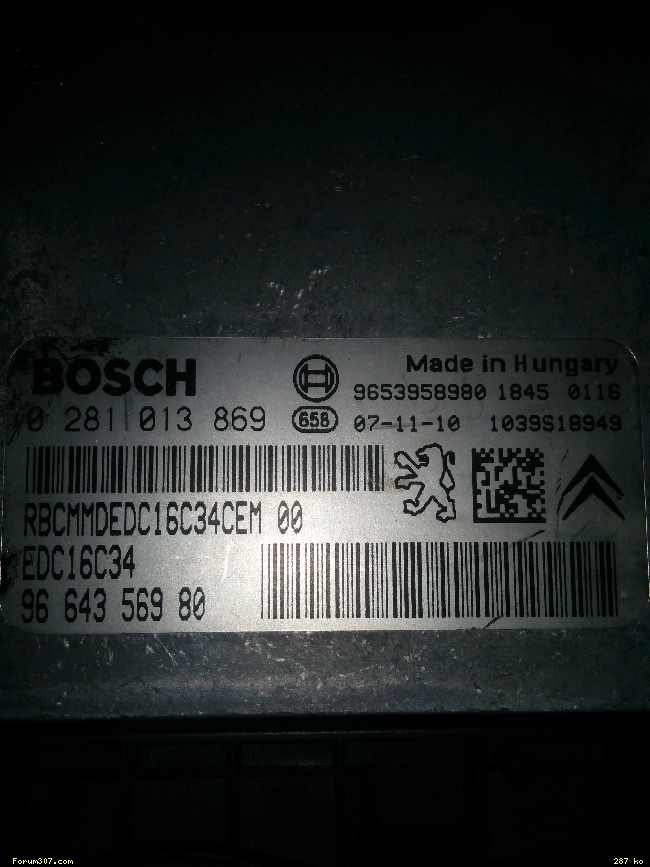 BOSCH
Made in Hungary
9653958980 1845 0116
0 281 013 869
658
07-11-10 1039S18949
RBCMMDEDC16C34CEM 00
EDC16C34
96 643 569 80
Forum307.com
287 ko